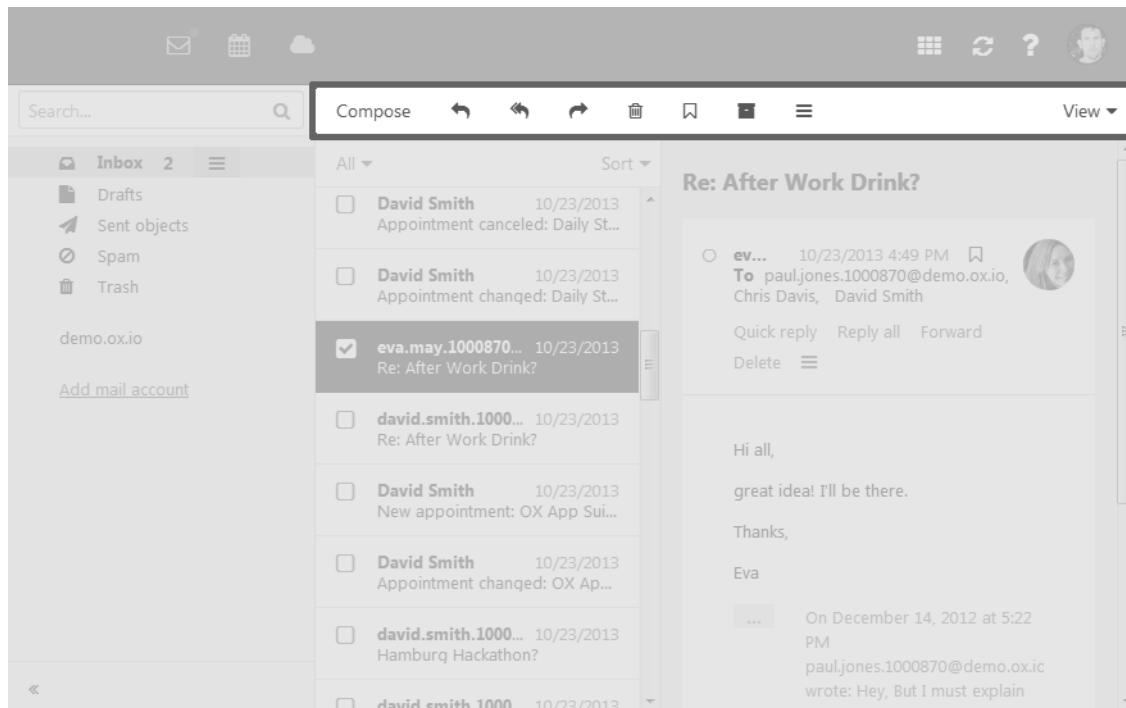 Search...
Compose
View
Inbox 2
Drafts
Sent objects
Spam
Trash
demo.ox.io
Add mail account
All
Sort
David Smith 10/23/2013
Appointment canceled: Daily St...
David Smith 10/23/2013
Appointment changed: Daily St...
eva.may.1000870... 10/23/2013
Re: After Work Drink?
david.smith.1000... 10/23/2013
Re: After Work Drink?
David Smith 10/23/2013
New appointment: OX App Sui...
David Smith 10/23/2013
Appointment changed: OX Ap...
david.smith.1000... 10/23/2013
Hamburg Hackathon?
david.smith.1000... 10/23/2013
Re: After Work Drink?
ev... 10/23/2013 4:49 PM
To paul.jones.1000870@demo.ox.io,
Chris Davis, David Smith
Quick reply Reply all Forward
Delete
Hi all,
great idea! I'll be there.
Thanks,
Eva
... On December 14, 2012 at 5:22
PM
paul.jones.1000870@demo.ox.ic
wrote: Hey, But I must explain